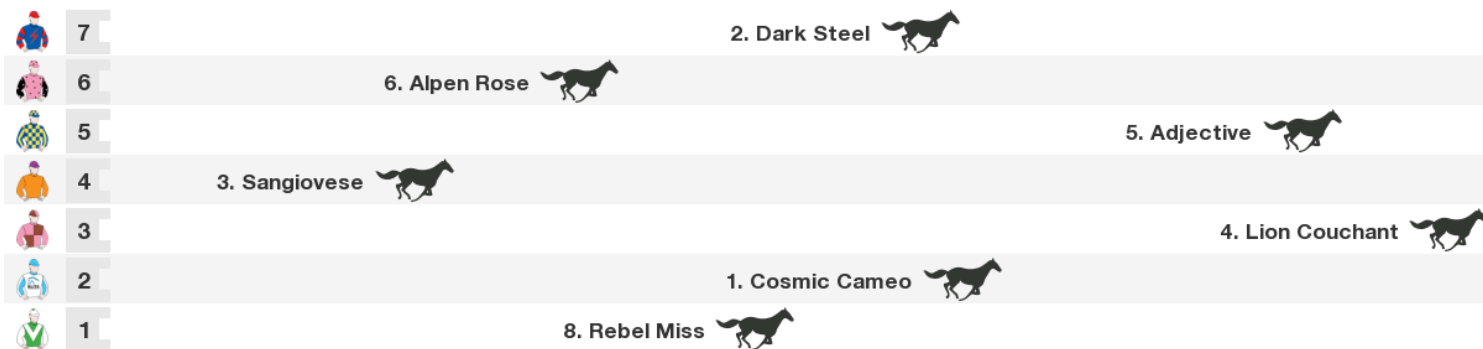 7 2. Dark Steel
6 6. Alpen Rose
5 5. Adjective
4 3. Sangiovese
3 4. Lion Couchant
2 1. Cosmic Cameo
1 8. Rebel Miss